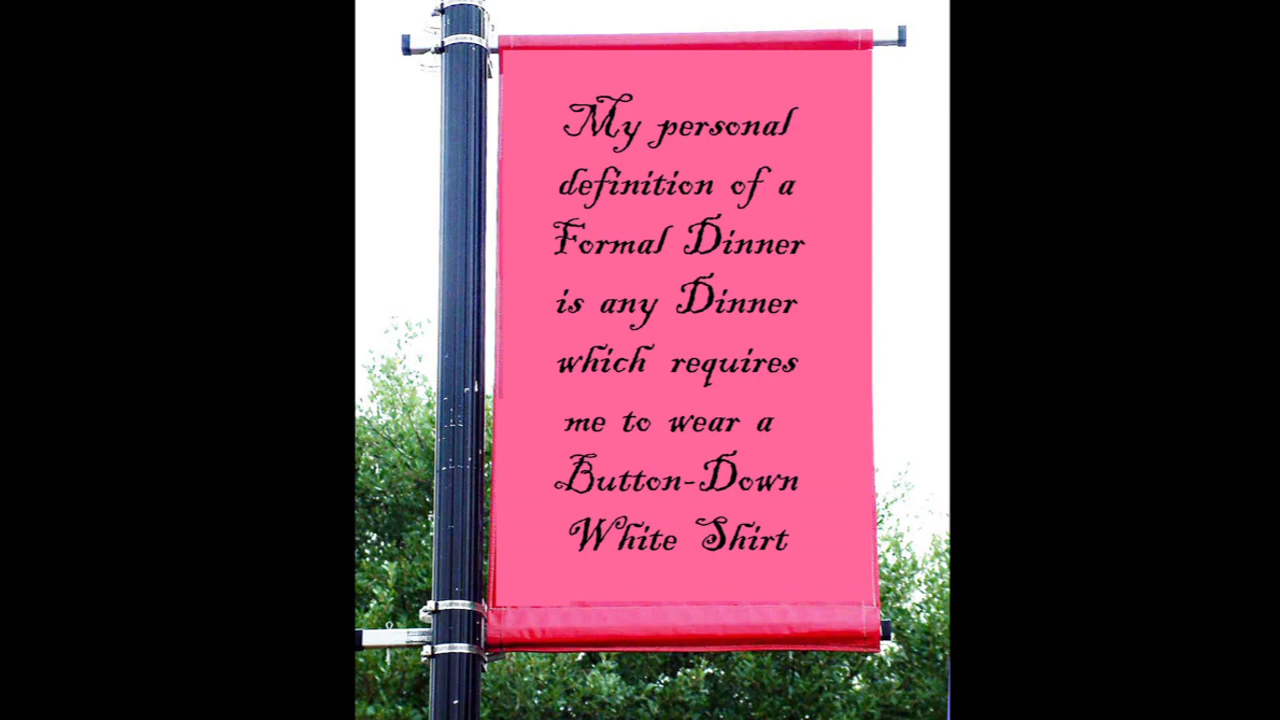 My personal
definition of a
Formal Dinner
is any Dinner
which requires
me to wear a
Button-Down
White Shirt